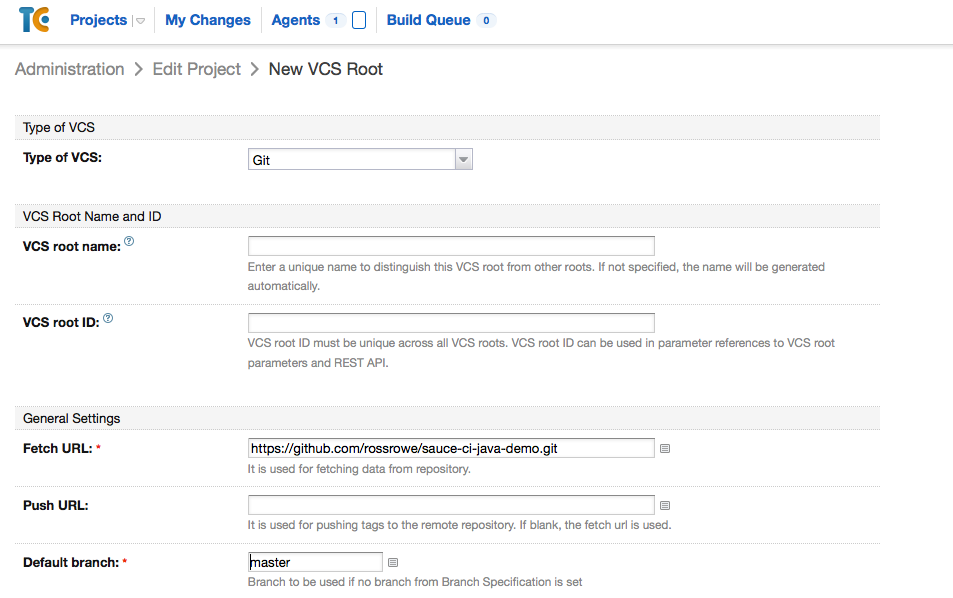 TC Projects My Changes Agents 1 Build Queue 0
Administration > Edit Project > New VCS Root
Type of VCS
Type of VCS: Git
VCS Root Name and ID
VCS root name: ?
Enter a unique name to distinguish this VCS root from other roots. If not specified, the name will be generated
automatically.
VCS root ID: ?
VCS root ID must be unique across all VCS roots. VCS root ID can be used in parameter references to VCS root
parameters and REST API.
General Settings
Fetch URL: * https://github.com/rossrowe/sauce-ci-java-demo.git
It is used for fetching data from repository.
Push URL:
It is used for pushing tags to the remote repository. If blank, the fetch url is used.
Default branch: * master
Branch to be used if no branch from Branch Specification is set